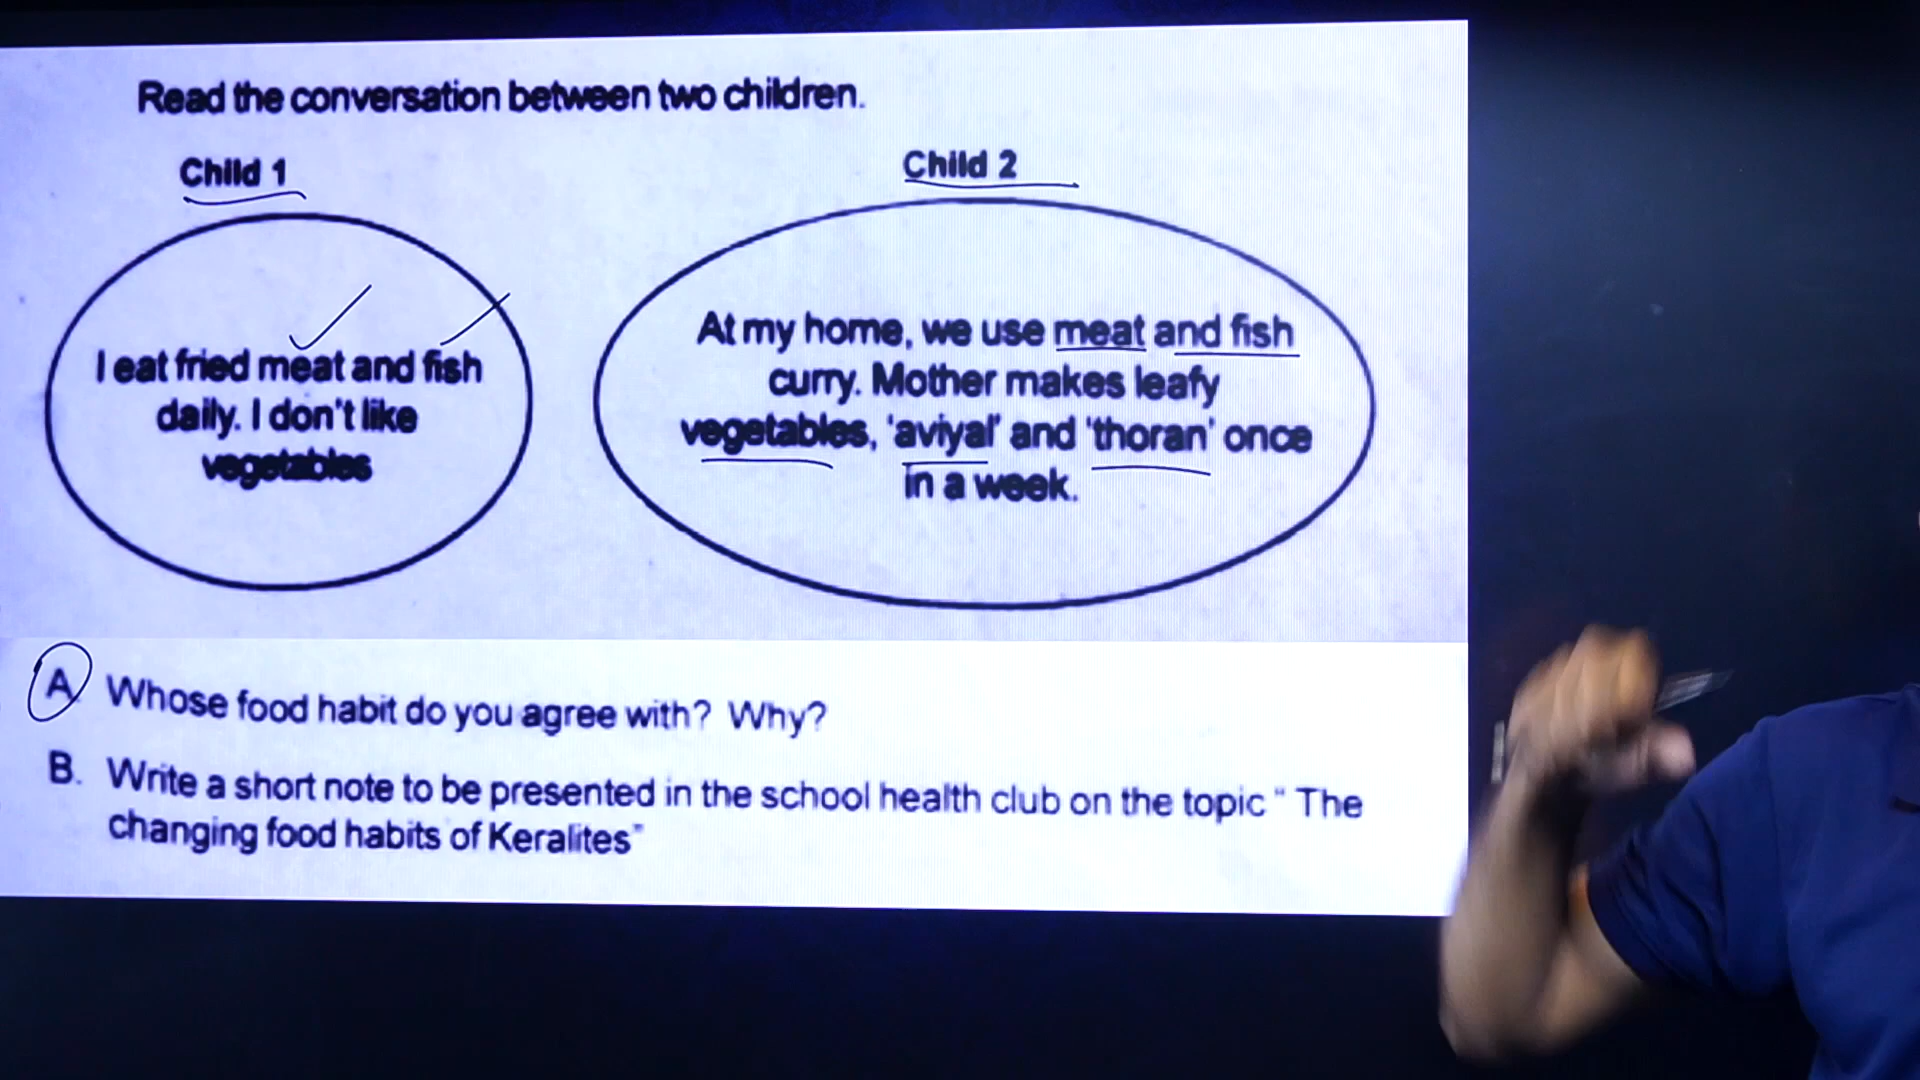 Read the conversation between two children.
Child 1
I eat fried meat and fish
daily. I don't like
vegetables
Child 2
At my home, we use meat and fish
curry. Mother makes leafy
vegetables, 'aviyal' and 'thoran' once
in a week.
A Whose food habit do you agree with? Why?
B. Write a short note to be presented in the school health club on the topic " The
changing food habits of Keralites"